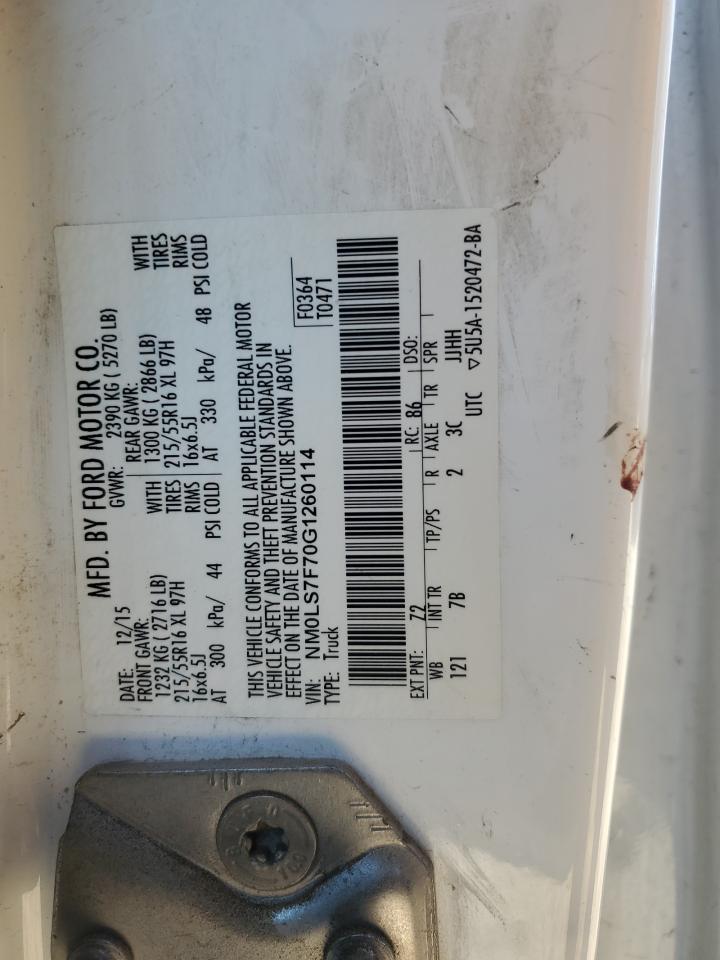 MFD. BY FORD MOTOR CO.
DATE: 12/15 GVWR: 2390 KG ( 5270 LB)
FRONT GAWR: REAR GAWR:
1232 KG ( 2716 LB) WITH 1300 KG ( 2866 LB) WITH
215/55R16 XL 97H TIRES 215/55R16 XL 97H TIRES
16x6.5J RIMS 16x6.5J RIMS
AT 300 kPa/ 44 PSI COLD AT 330 kPa/ 48 PSI COLD
THIS VEHICLE CONFORMS TO ALL APPLICABLE FEDERAL MOTOR
VEHICLE SAFETY AND THEFT PREVENTION STANDARDS IN
EFFECT ON THE DATE OF MANUFACTURE SHOWN ABOVE.
VIN: NM0LS7F70G1260114 F0364
TYPE: Truck T0471
EXT PNT: Z2 RC: B6 DSO:
WB INT TR TP/PS R AXLE TR SPR
121 7B 2 3C JJHH
UTC ▽5U5A-1520472-BA